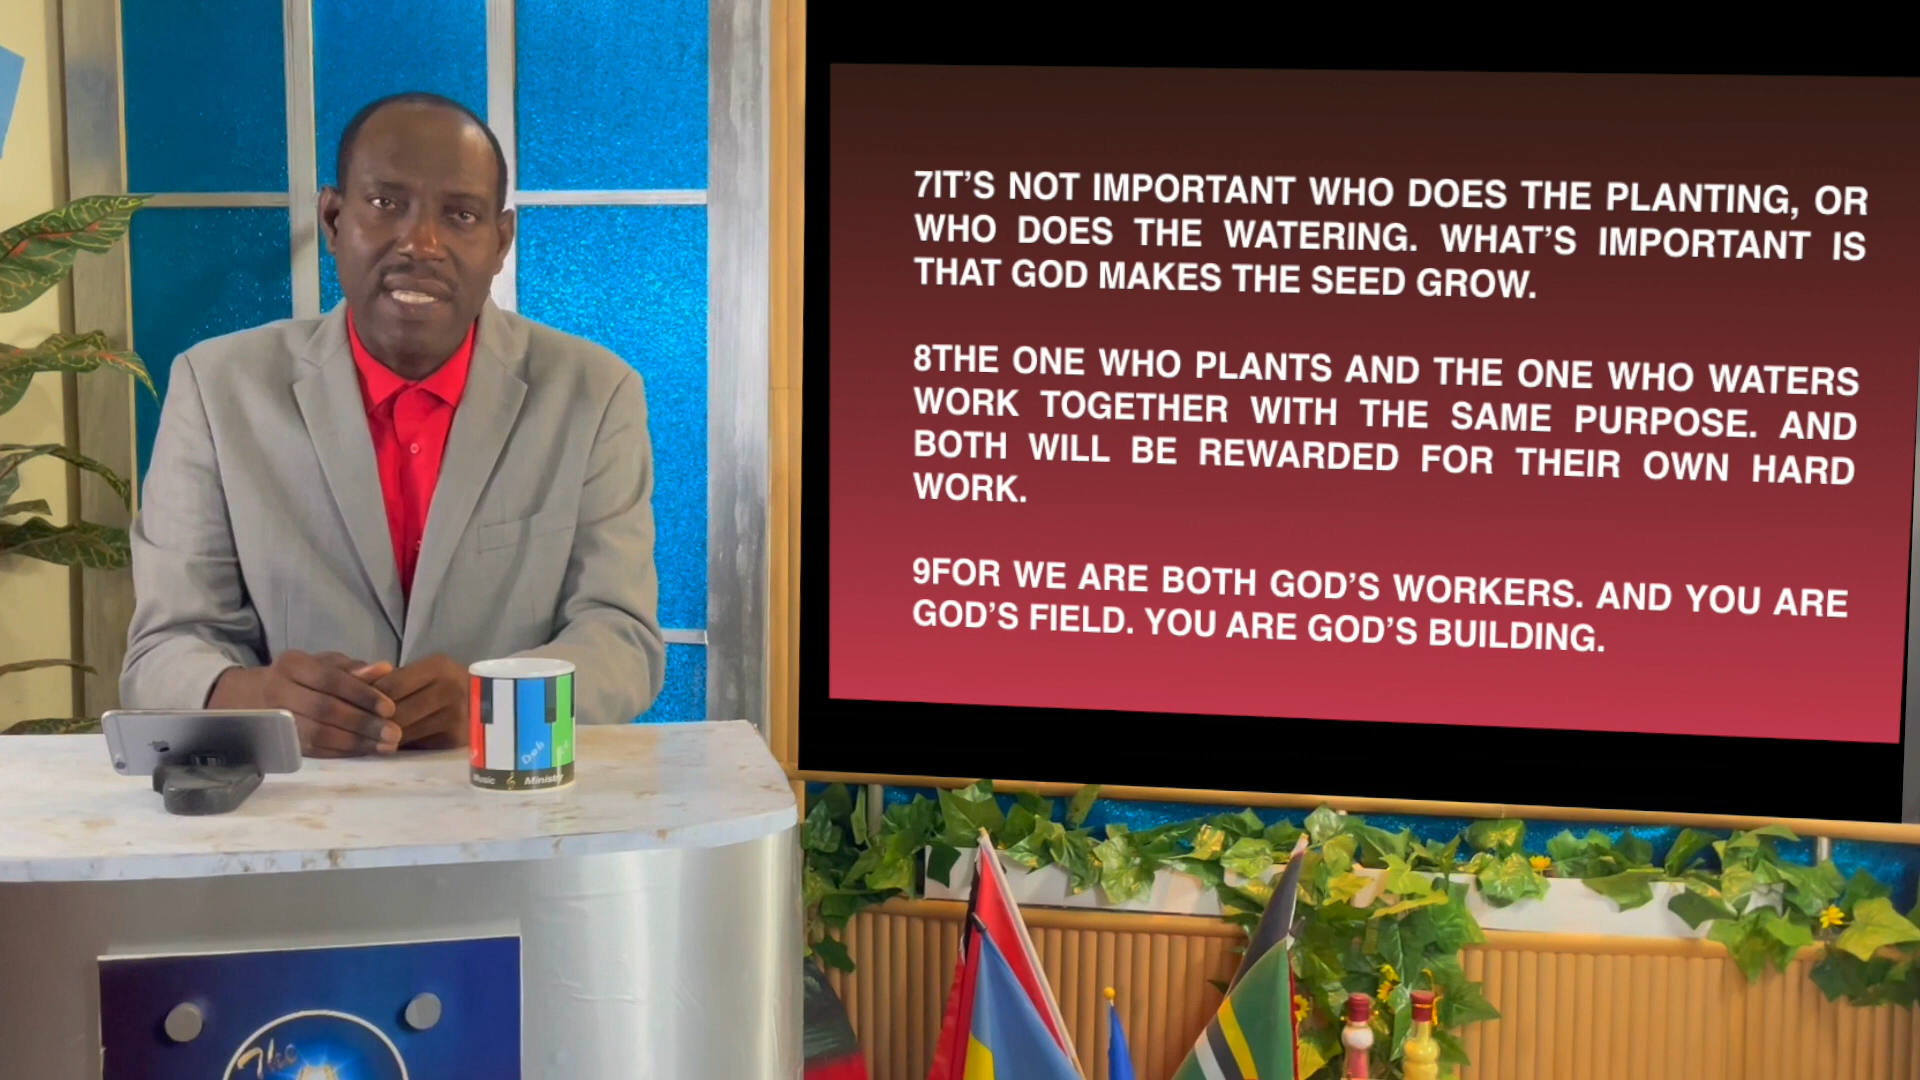 7IT'S NOT IMPORTANT WHO DOES THE PLANTING, OR
WHO DOES THE WATERING. WHAT'S IMPORTANT IS
THAT GOD MAKES THE SEED GROW.
8THE ONE WHO PLANTS AND THE ONE WHO WATERS
WORK TOGETHER WITH THE SAME PURPOSE. AND
BOTH WILL BE REWARDED FOR THEIR OWN HARD
WORK.
9FOR WE ARE BOTH GOD'S WORKERS. AND YOU ARE
GOD'S FIELD. YOU ARE GOD'S BUILDING.
Deb
Music Ministry
The